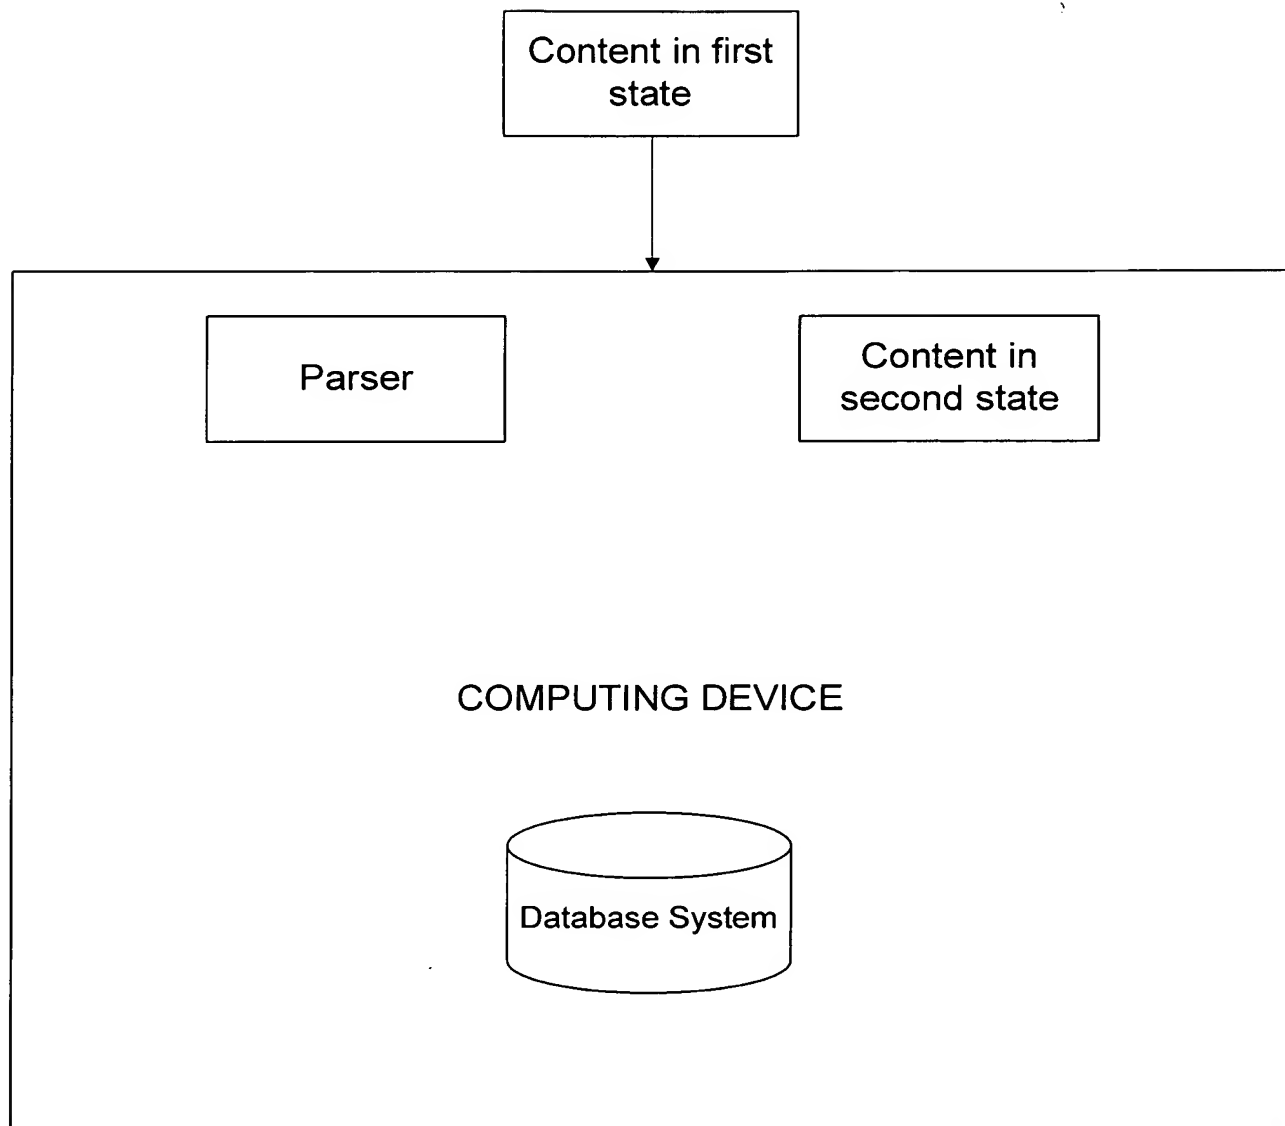 Content in first
state
Parser
Content in
second state
COMPUTING DEVICE
Database System